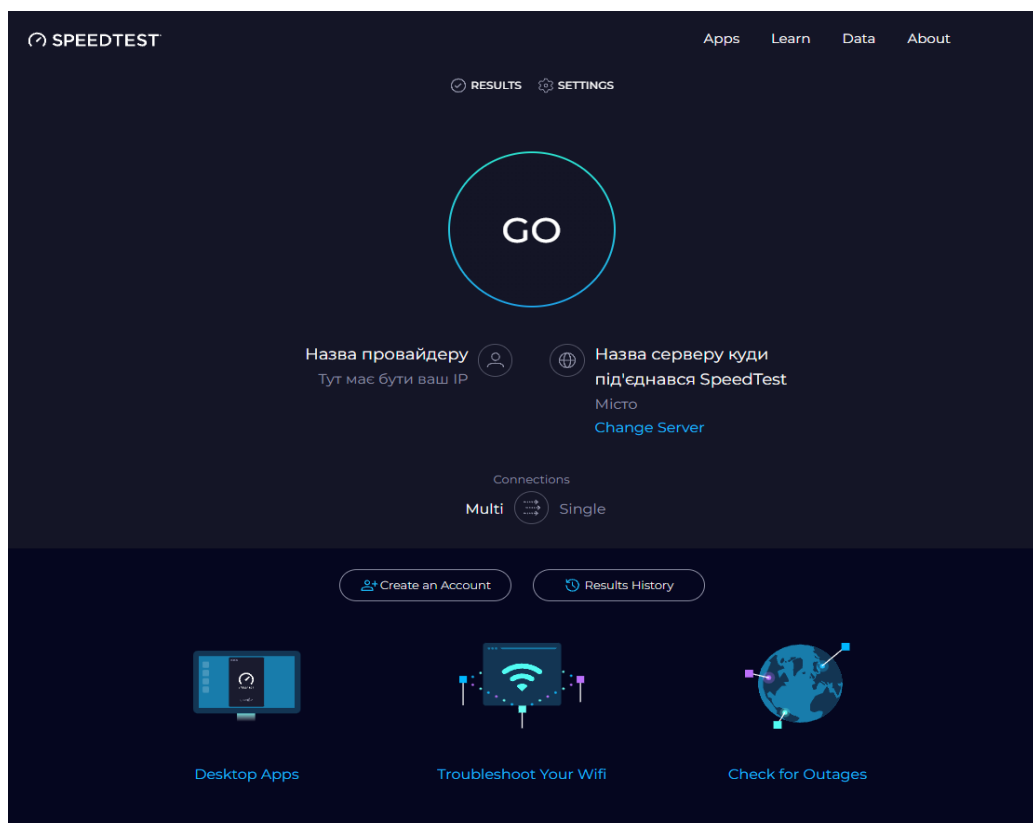 SPEEDTEST
Apps Learn Data About
RESULTS SETTINGS
GO
Назва провайдеру
Тут має бути ваш IP
Назва серверу куди
під'єднався SpeedTest
Місто
Change Server
Connections
Multi Single
Create an Account Results History
Desktop Apps Troubleshoot Your Wifi Check for Outages